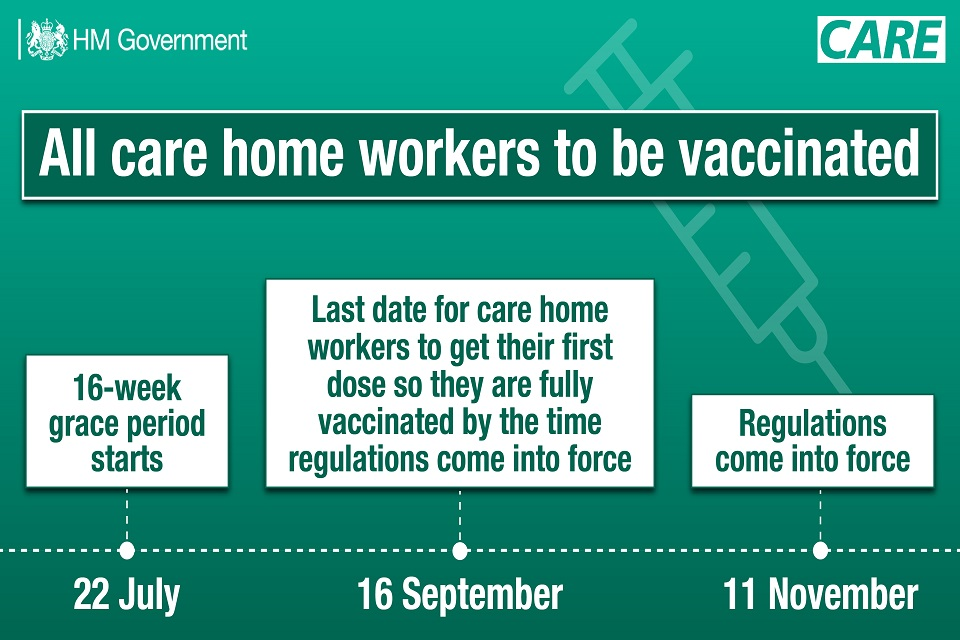 HM Government
CARE
All care home workers to be vaccinated
16-week
grace period
starts
Last date for care home
workers to get their first
dose so they are fully
vaccinated by the time
regulations come into force
Regulations
come into force
22 July
16 September
11 November